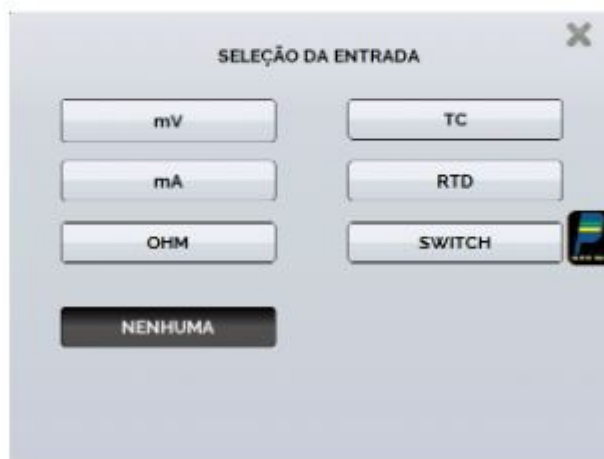 SELEÇÃO DA ENTRADA
mV
TC
mA
RTD
OHM
SWITCH
NENHUMA